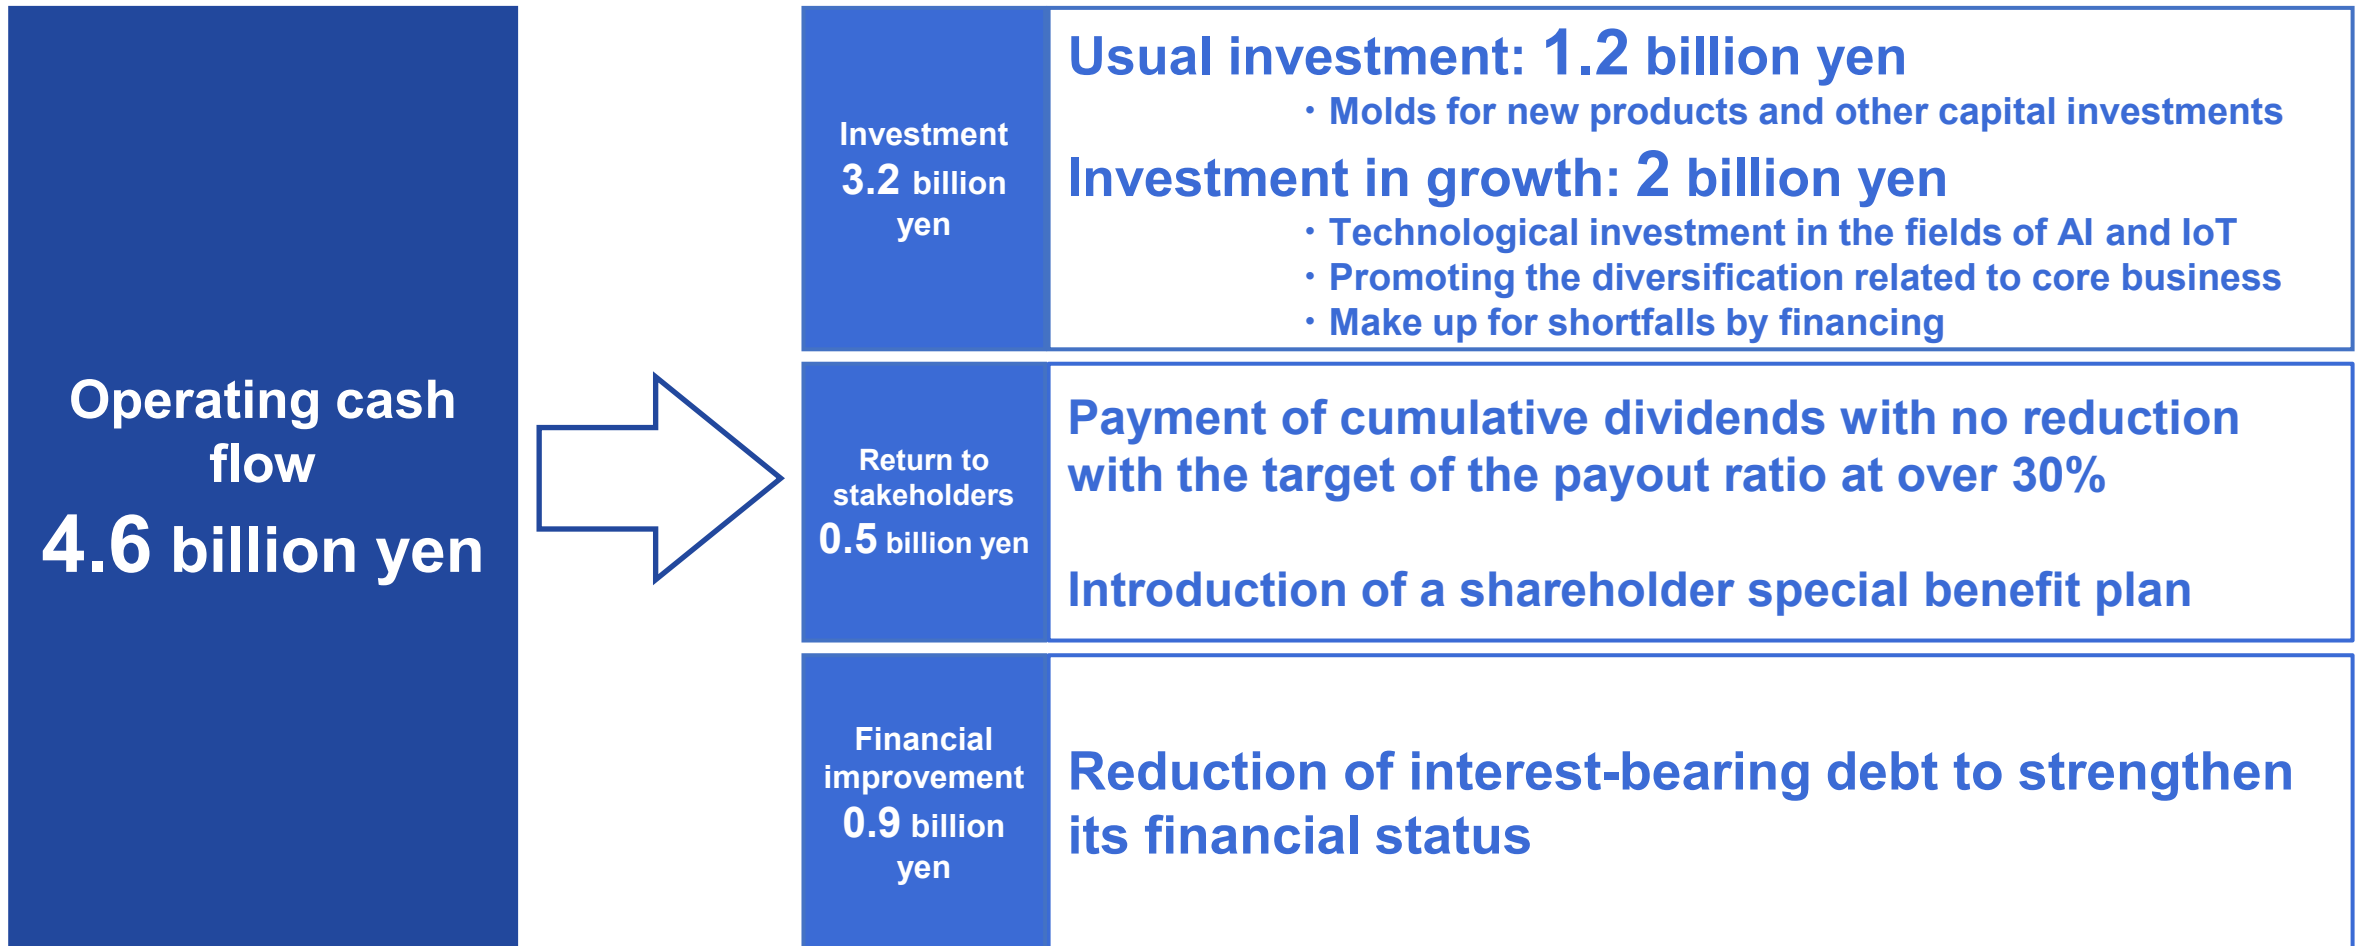 Operating cash
flow
4.6 billion yen
Investment
3.2 billion
yen
Usual investment: 1.2 billion yen
・Molds for new products and other capital investments
Investment in growth: 2 billion yen
・Technological investment in the fields of AI and IoT
・Promoting the diversification related to core business
・Make up for shortfalls by financing
Return to
stakeholders
0.5 billion yen
Payment of cumulative dividends with no reduction
with the target of the payout ratio at over 30%
Introduction of a shareholder special benefit plan
Financial
improvement
0.9 billion
yen
Reduction of interest-bearing debt to strengthen
its financial status